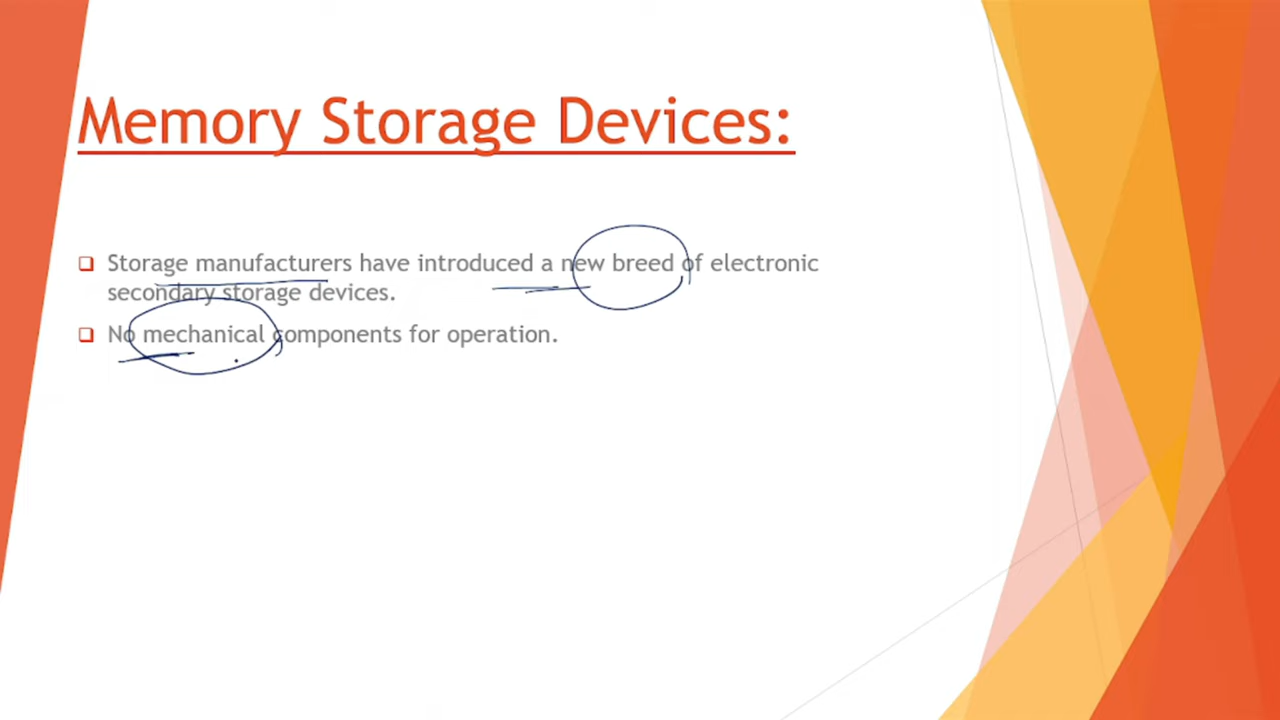 Memory Storage Devices:
Storage manufacturers have introduced a new breed of electronic
secondary storage devices.
No mechanical components for operation.